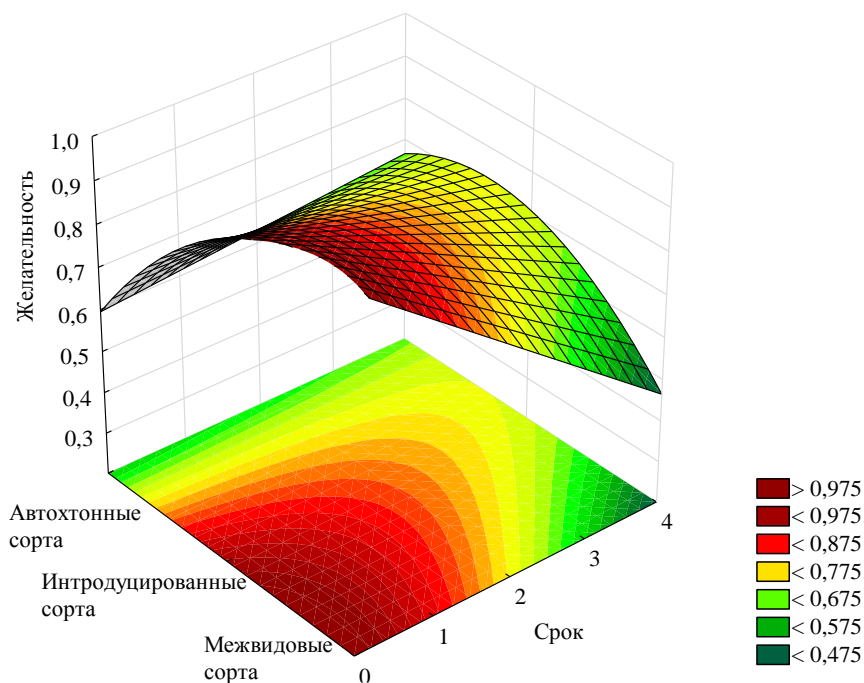 Желательность
1,0
0,9
0,8
0,7
0,6
0,5
0,4
0,3
Автохтонные
сорта
Интродуцированные
сорта
Межвидовые
сорта
0
1
2
3
4
Срок
> 0,975
< 0,975
< 0,875
< 0,775
< 0,675
< 0,575
< 0,475